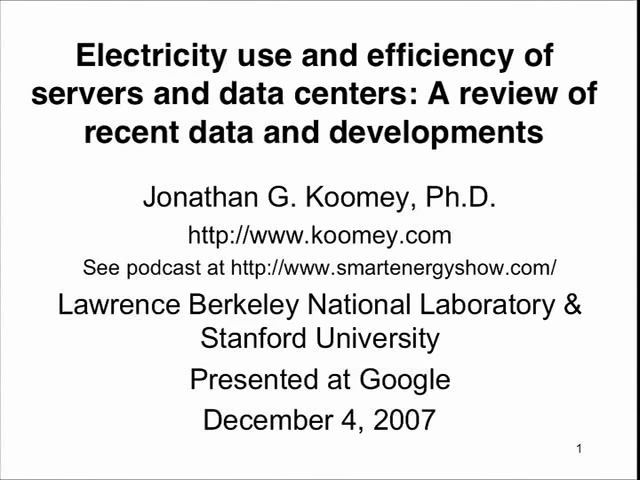 Electricity use and efficiency of
servers and data centers: A review of
recent data and developments
Jonathan G. Koomey, Ph.D.
http://www.koomey.com
See podcast at http://www.smartenergyshow.com/
Lawrence Berkeley National Laboratory &
Stanford University
Presented at Google
December 4, 2007
1